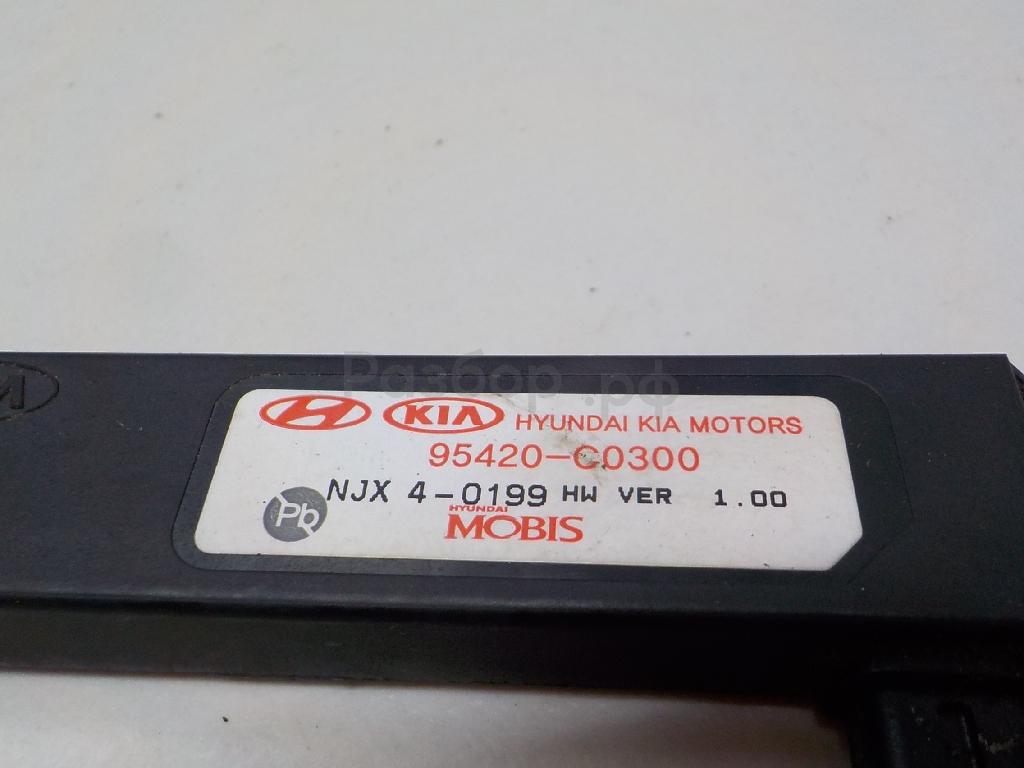 Разбор.рф
KIA HYUNDAI KIA MOTORS
95420-C0300
NJX 4-0199 HW VER 1.00
Pb
HYUNDAI
MOBIS